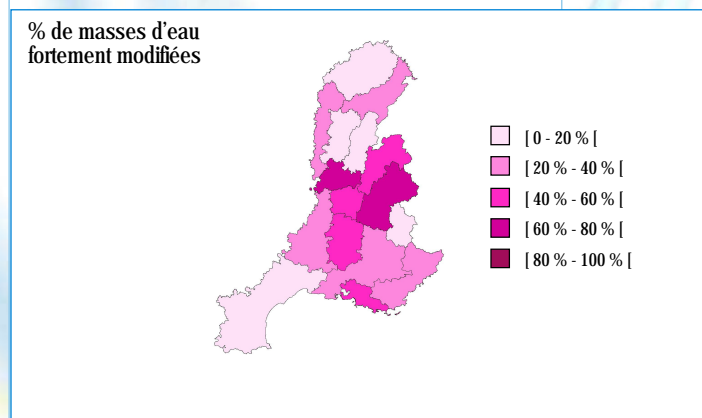 % de masses d'eau
fortement modifiées
[ 0 - 20 % [
[ 20 % - 40 % [
[ 40 % - 60 % [
[ 60 % - 80 % [
[ 80 % - 100 % [